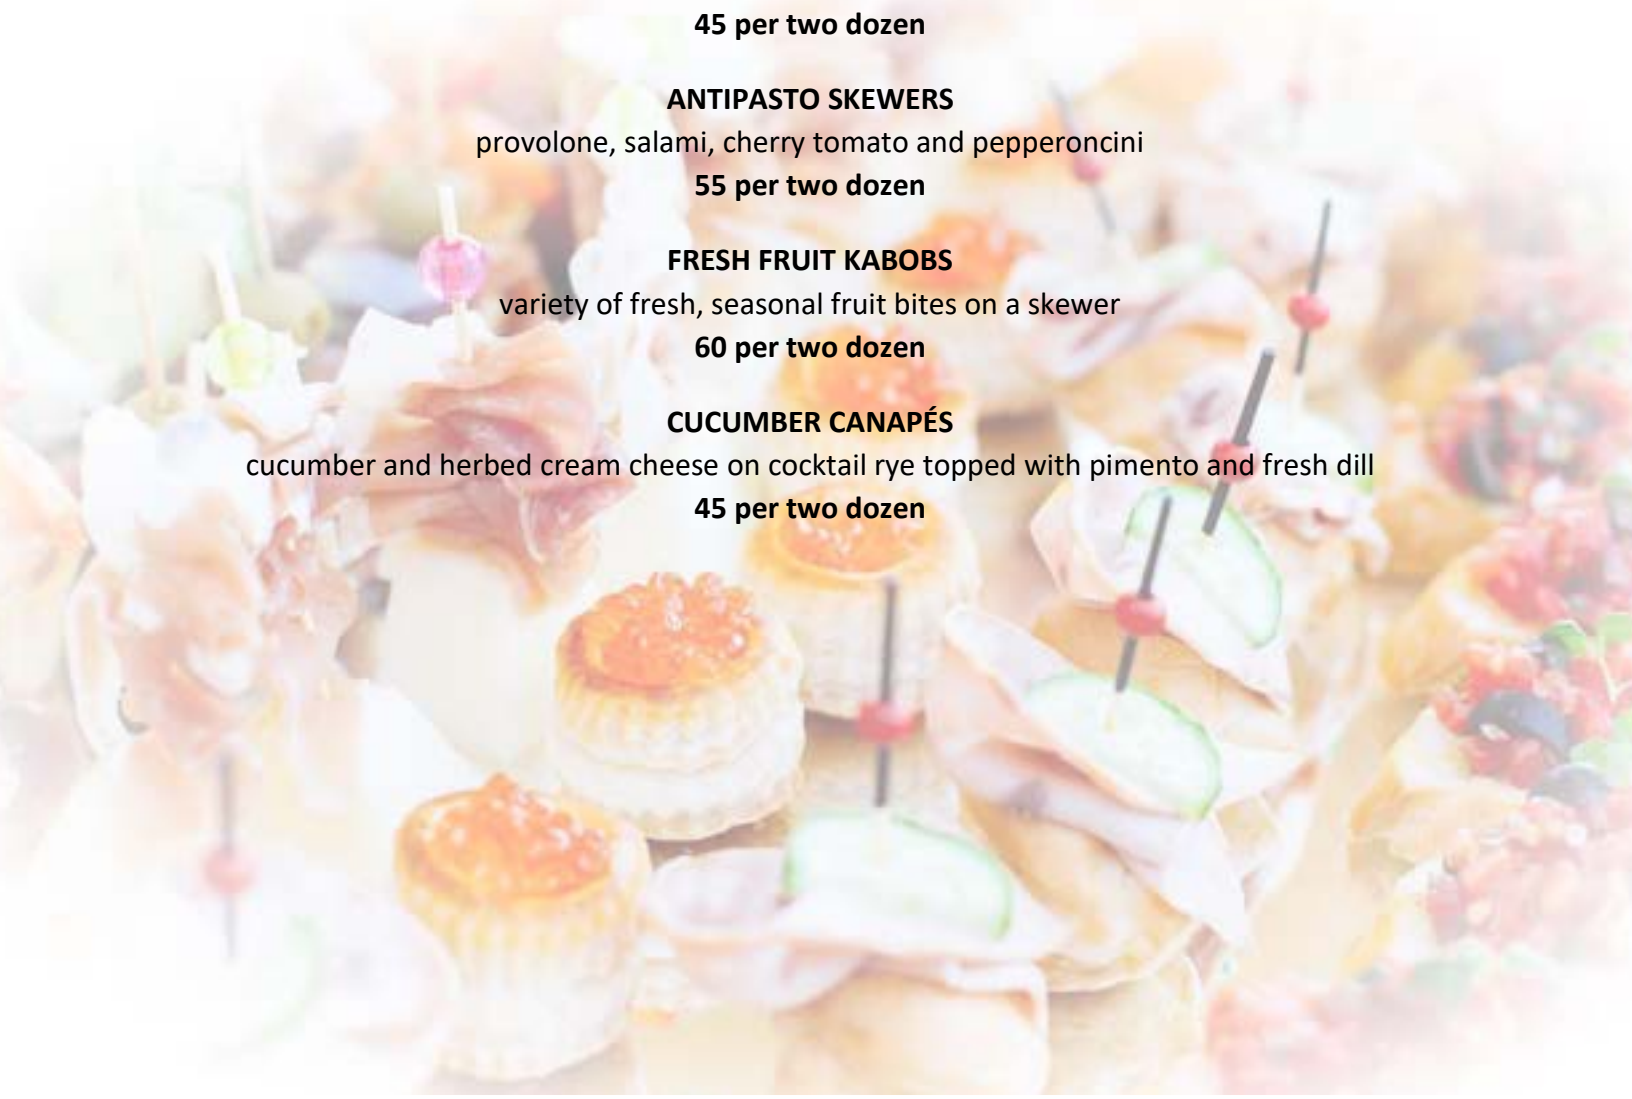 45 per two dozen
ANTIPASTO SKEWERS
provolone, salami, cherry tomato and pepperoncini
55 per two dozen
FRESH FRUIT KABOBS
variety of fresh, seasonal fruit bites on a skewer
60 per two dozen
CUCUMBER CANAPÉS
cucumber and herbed cream cheese on cocktail rye topped with pimento and fresh dill
45 per two dozen